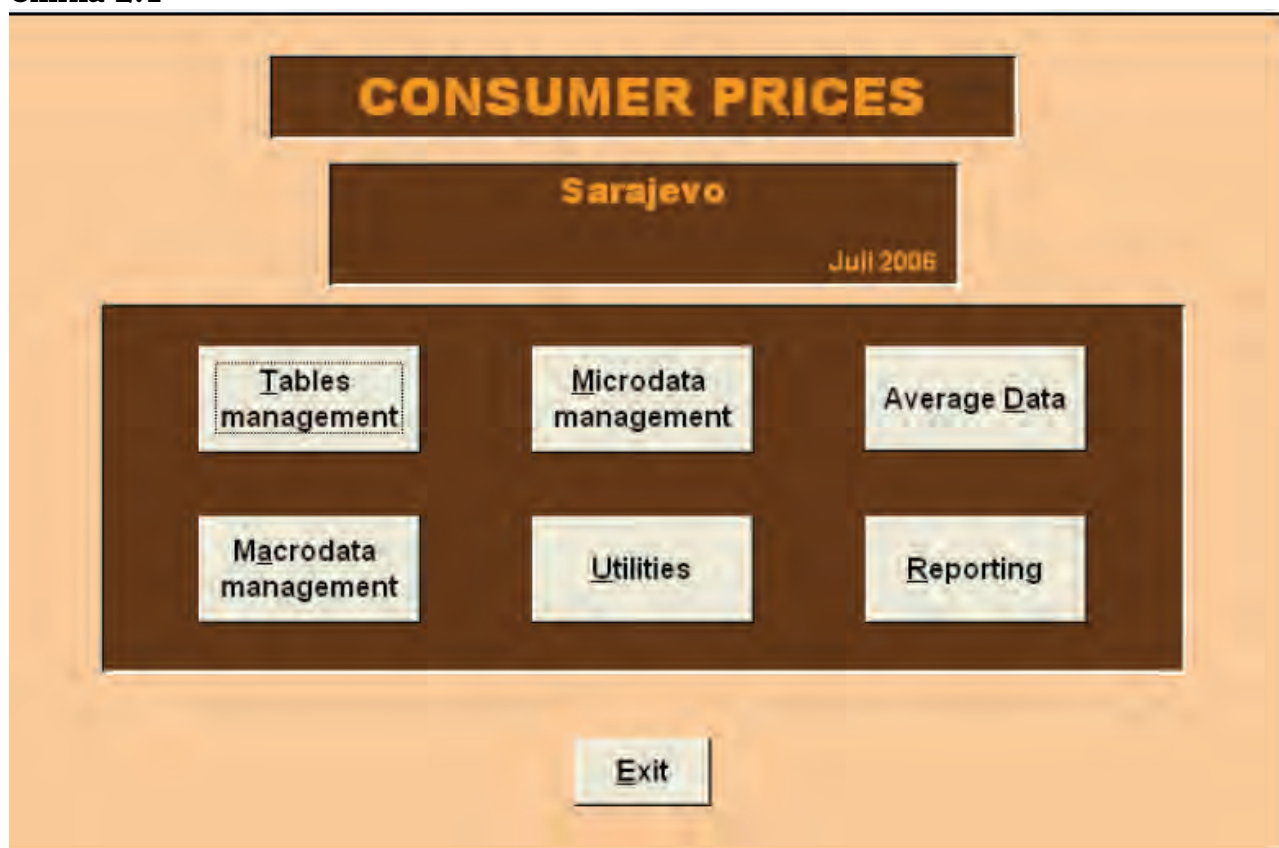 CONSUMER PRICES
Sarajevo
Juli 2006
Tables
management
Microdata
management
Average Data
Macrodata
management
Utilities
Reporting
Exit